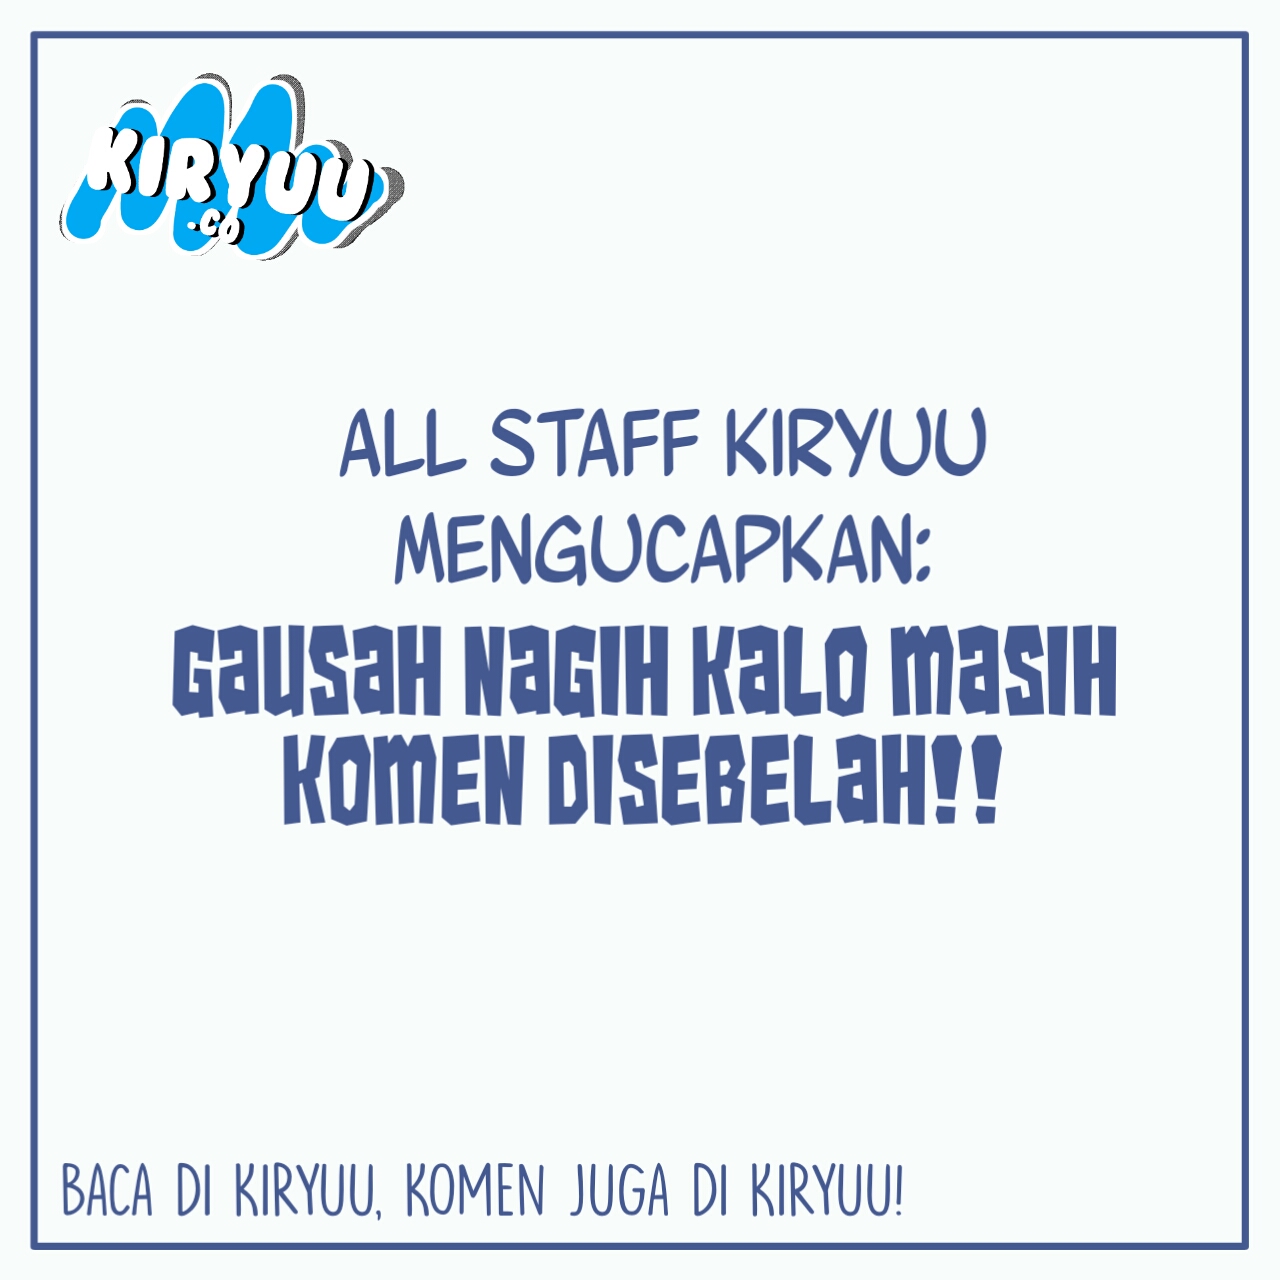 KIRYUU
.CO
ALL STAFF KIRYUU
MENGUCAPKAN:
GAUSAH NAGIH KALO MASIH
KOMEN DISEBELAH!!
BACA DI KIRYUU, KOMEN JUGA DI KIRYUU!